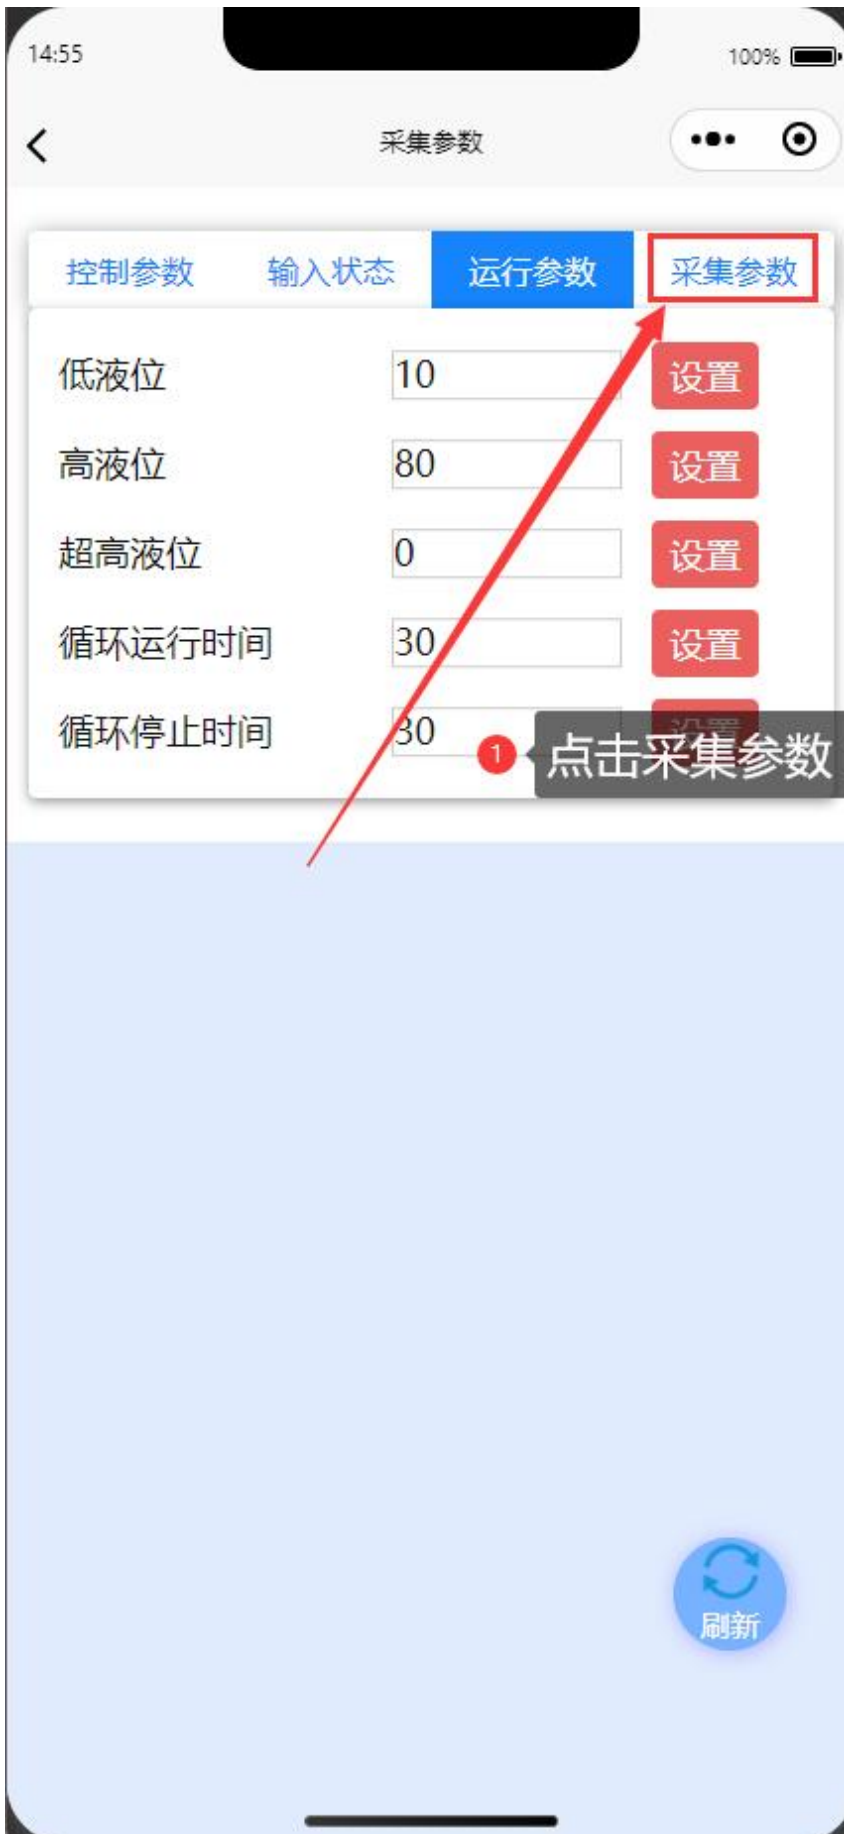 14:55
100%
采集参数
控制参数 输入状态 运行参数 采集参数
低液位 10 设置
高液位 80 设置
超高液位 0 设置
循环运行时间 30 设置
循环停止时间 30 设置
1 点击采集参数
刷新